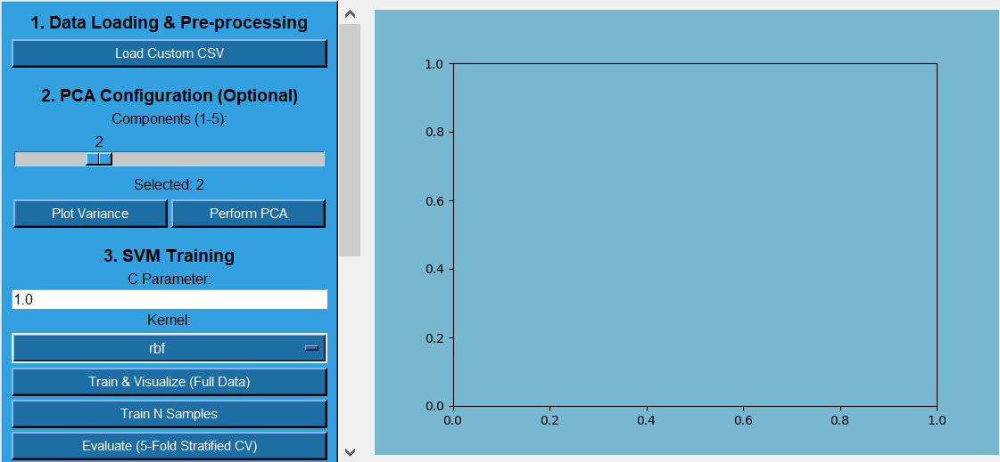 1. Data Loading & Pre-processing
Load Custom CSV
2. PCA Configuration (Optional)
Components (1-5):
2
Selected: 2
Plot Variance
Perform PCA
3. SVM Training
C Parameter:
1.0
Kernel:
rbf
Train & Visualize (Full Data)
Train N Samples
Evaluate (5-Fold Stratified CV)
1.0
0.8
0.6
0.4
0.2
0.0
0.0 0.2 0.4 0.6 0.8 1.0